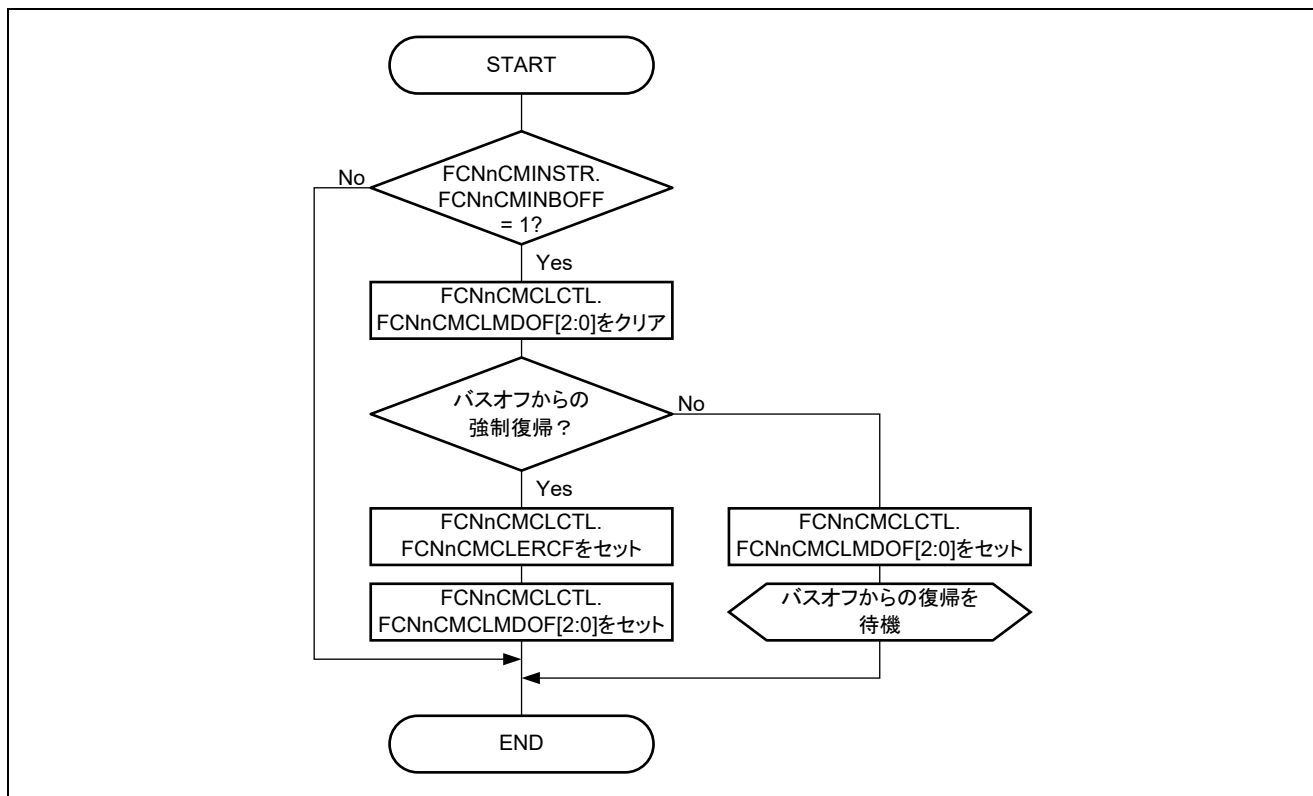 START
FCNnCMINSTR.
FCNnCMINBOFF
= 1?
No
Yes
FCNnCMCLCTL.
FCNnCMCLMDOF[2:0]をクリア
バスオフからの
強制復帰？
No
Yes
FCNnCMCLCTL.
FCNnCMCLERCFをセット
FCNnCMCLCTL.
FCNnCMCLMDOF[2:0]をセット
FCNnCMCLCTL.
FCNnCMCLMDOF[2:0]をセット
バスオフからの復帰を
待機
END